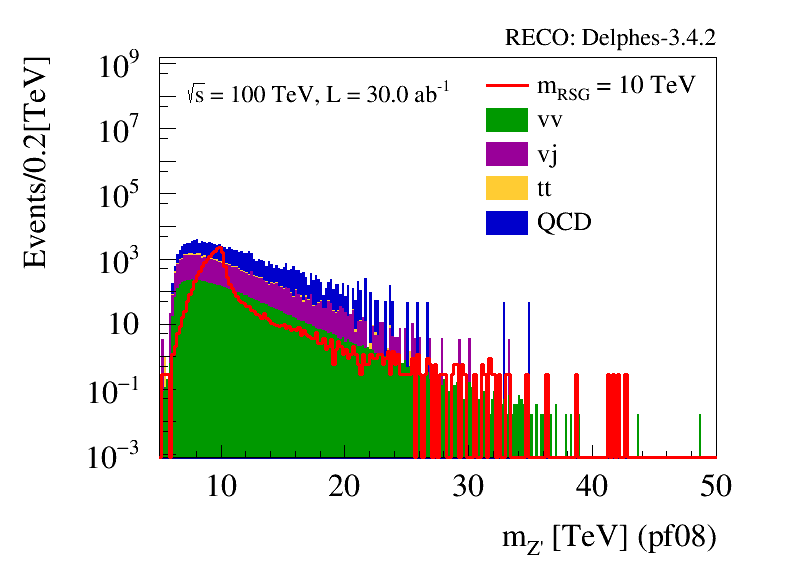 RECO: Delphes-3.4.2
Events/0.2[TeV]
√s = 100 TeV, L = 30.0 ab⁻¹
m_RSG = 10 TeV
vv
vj
tt
QCD
10⁹
10⁷
10⁵
10³
10
10⁻¹
10⁻³
10 20 30 40 50
m_Z' [TeV] (pf08)